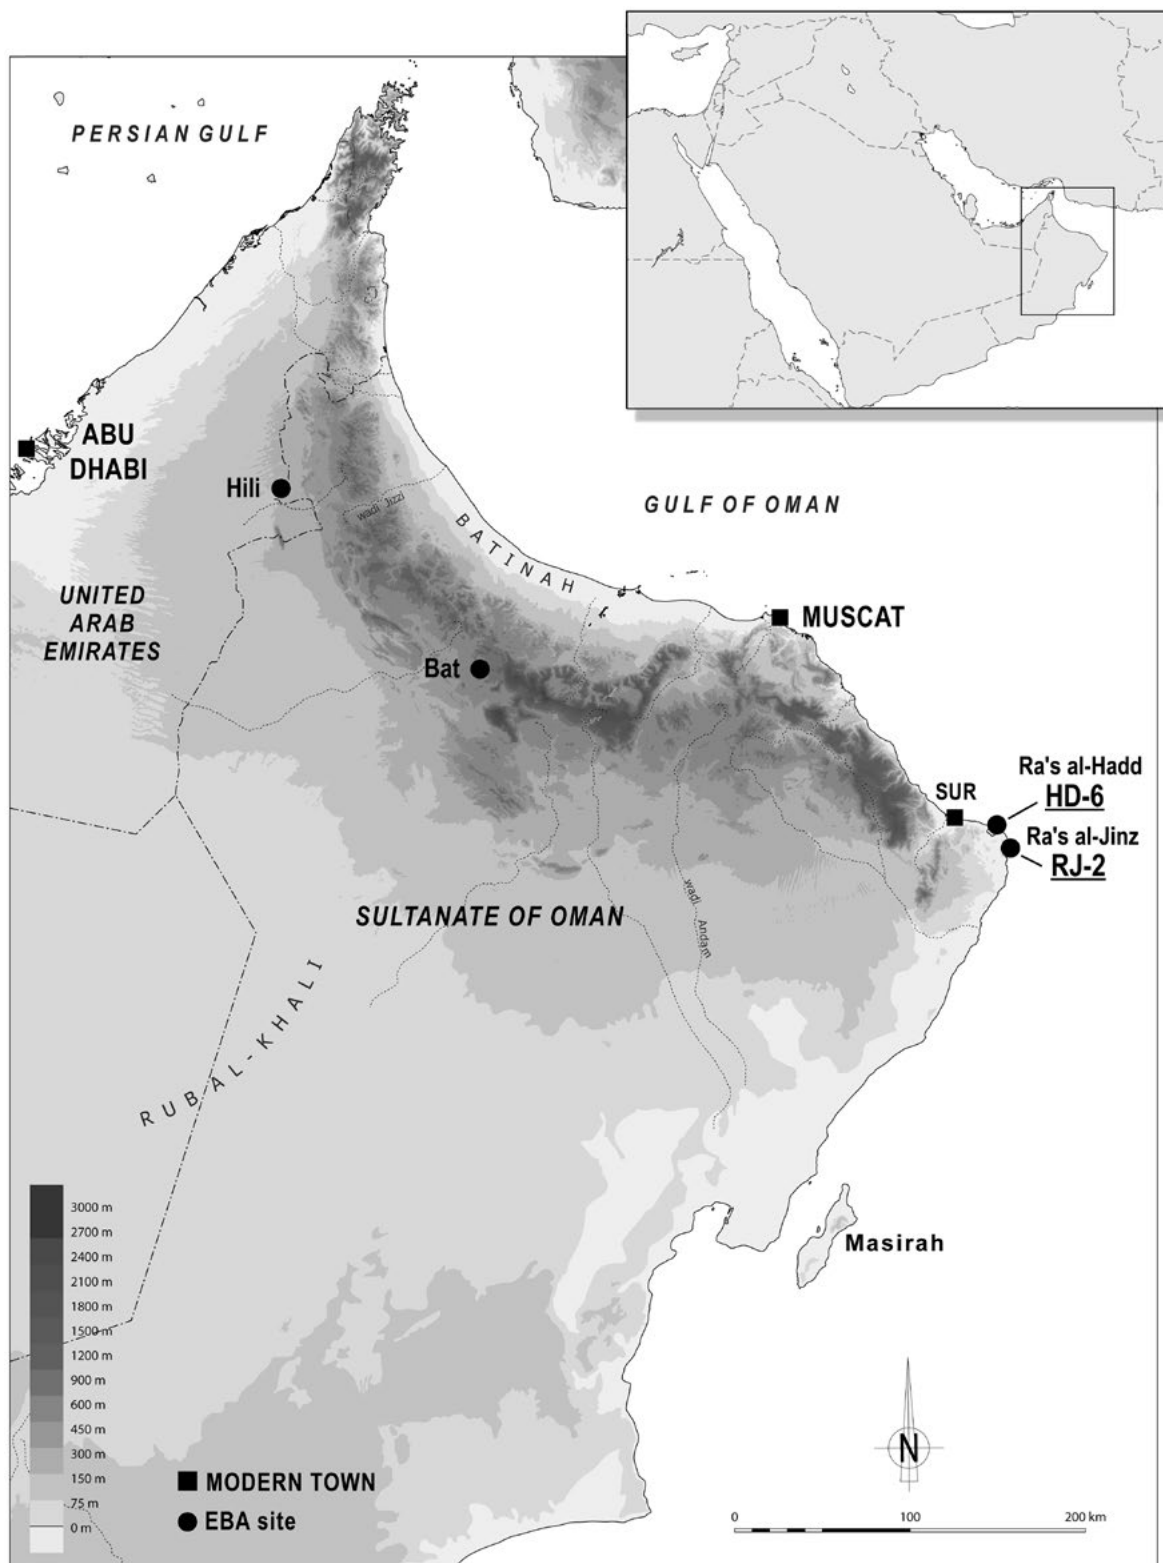 PERSIAN GULF
ABU
DHABI
Hili
wadi Jizzi
BATINAH
GULF OF OMAN
UNITED
ARAB
EMIRATES
MUSCAT
Bat
Ra's al-Hadd
HD-6
SUR
Ra's al-Jinz
RJ-2
SULTANATE OF OMAN
wadi Andam
RUB AL-KHALI
Masirah
3000 m
2700 m
2400 m
2100 m
1800 m
1500 m
1200 m
900 m
600 m
450 m
300 m
150 m
75 m
0 m
MODERN TOWN
EBA site
N
0 100 200 km